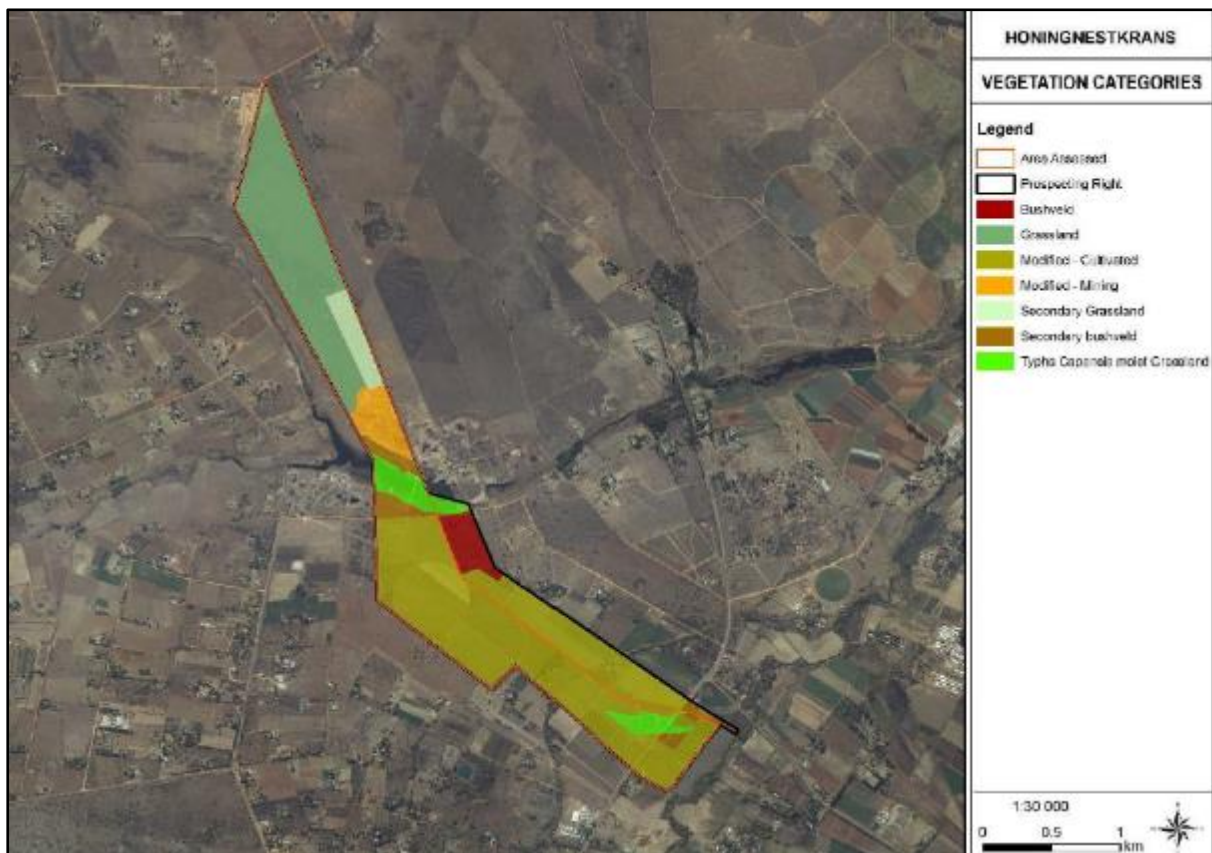 HONINGNESTKRANS
VEGETATION CATEGORIES
Legend
Area Assessed
Prospecting Right
Bushveld
Grassland
Modified - Cultivated
Modified - Mining
Secondary Grassland
Secondary bushveld
Typha Capensis moist Grassland
1:30 000
0 0.5 1
km